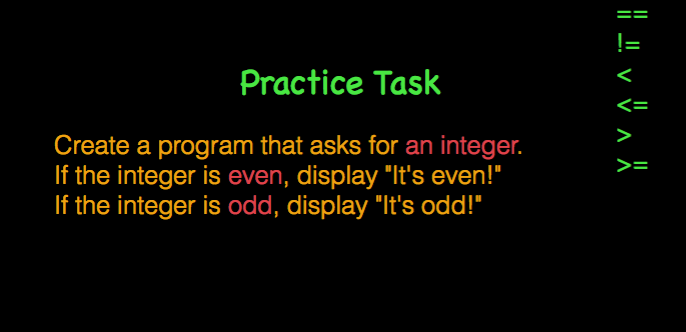 Practice Task
Create a program that asks for an integer.
If the integer is even, display "It's even!"
If the integer is odd, display "It's odd!"
==
!=
<
<=
>
>=